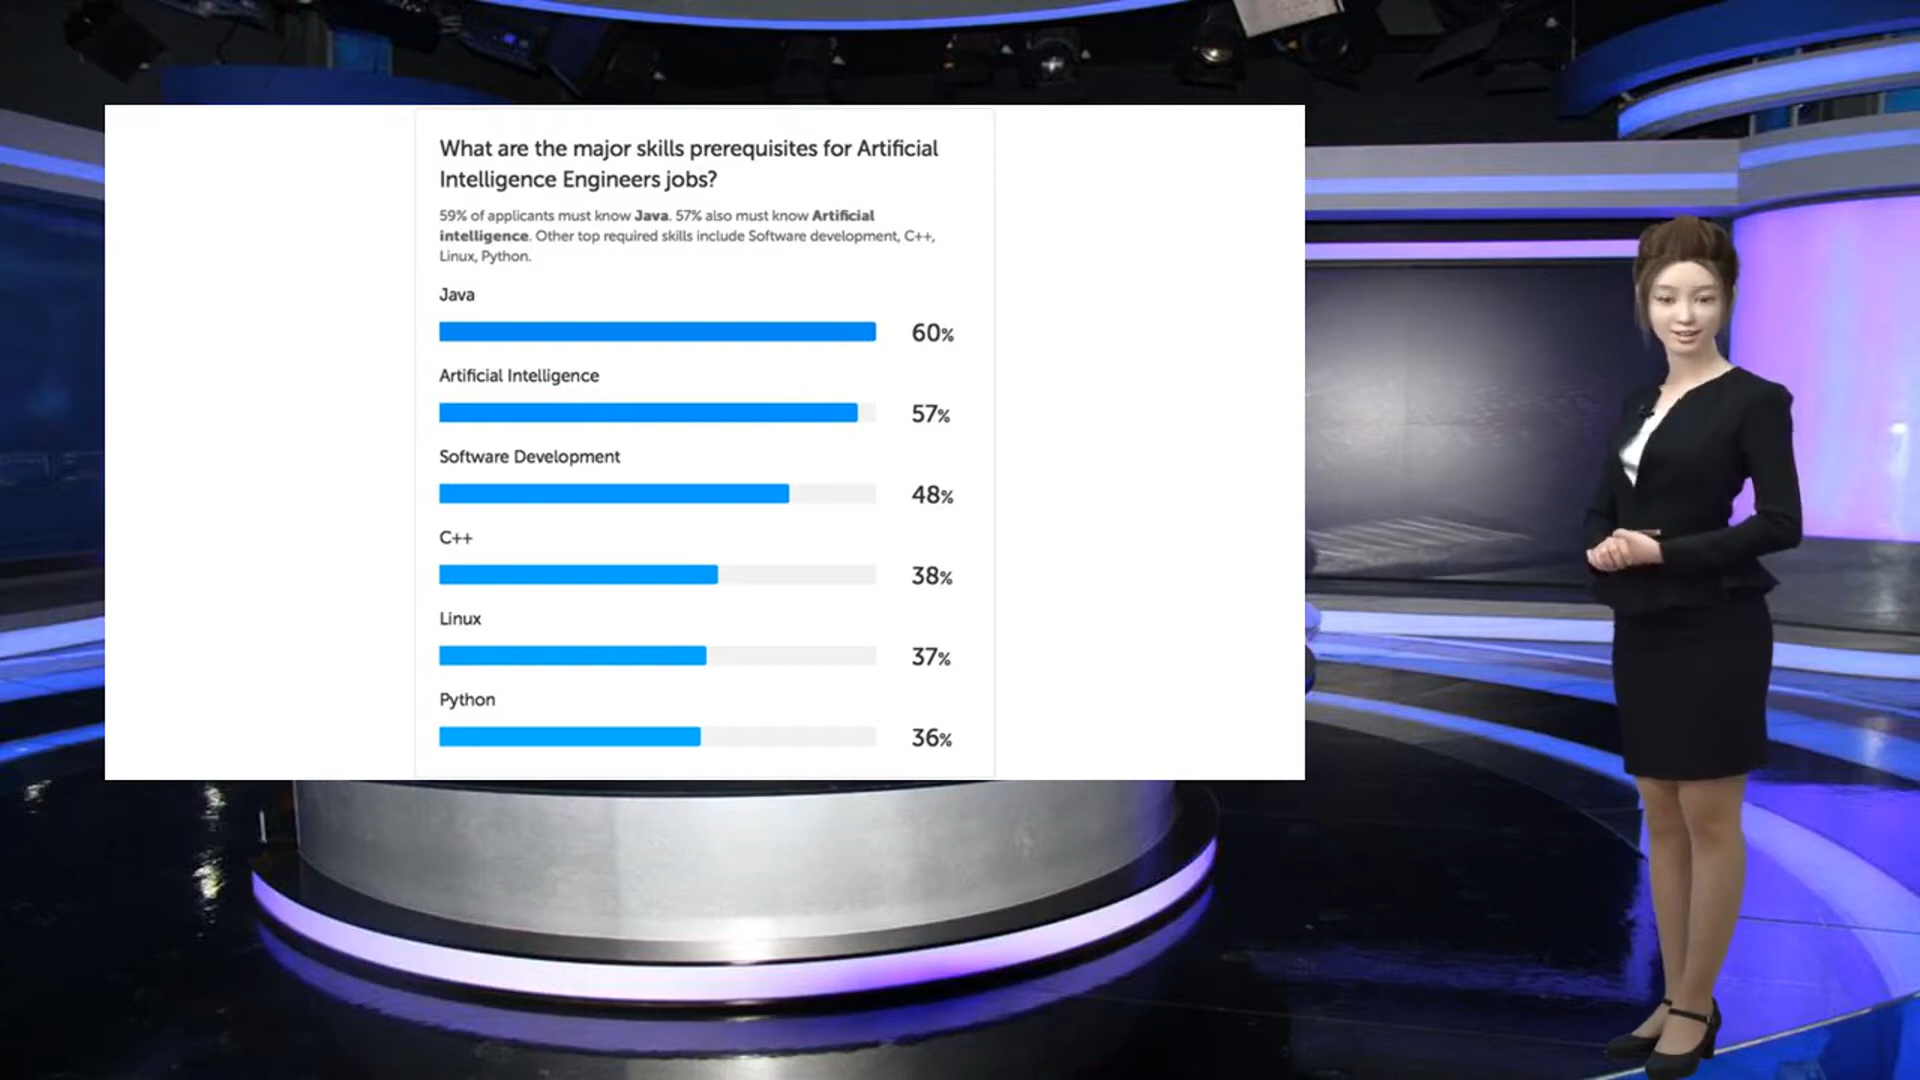 What are the major skills prerequisites for Artificial
Intelligence Engineers jobs?
59% of applicants must know Java. 57% also must know Artificial
intelligence. Other top required skills include Software development, C++,
Linux, Python.
Java
60%
Artificial Intelligence
57%
Software Development
48%
C++
38%
Linux
37%
Python
36%